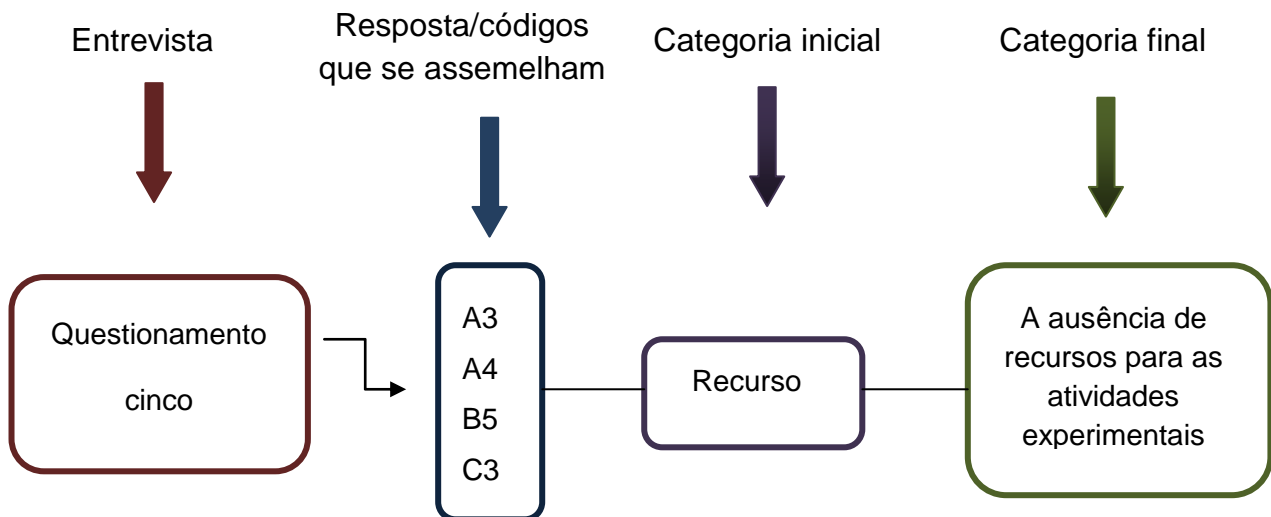 Entrevista
Resposta/códigos
que se assemelham
Categoria inicial
Categoria final
Questionamento
cinco
A3
A4
B5
C3
Recurso
A ausência de
recursos para as
atividades
experimentais